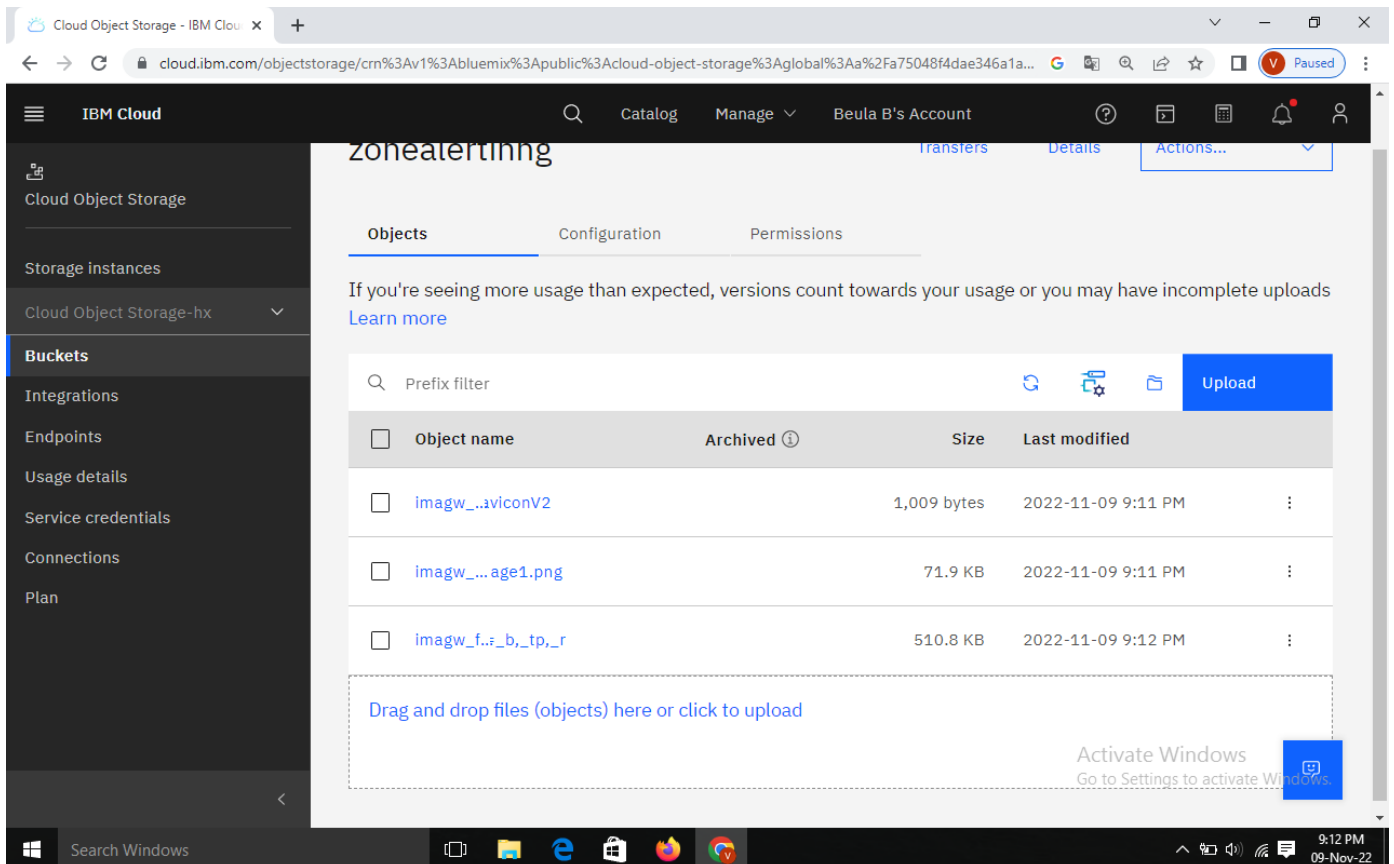 Cloud Object Storage - IBM Clou
cloud.ibm.com/objectstorage/crn%3Av1%3Abluemix%3Apublic%3Acloud-object-storage%3Aglobal%3Aa%2Fa75048f4dae346a1a... V Paused
IBM Cloud Catalog Manage Beula B's Account
Cloud Object Storage
Storage instances
Cloud Object Storage-hx
Buckets
Integrations
Endpoints
Usage details
Service credentials
Connections
Plan
zonealertinng Transfers Details Actions...
Objects Configuration Permissions
If you're seeing more usage than expected, versions count towards your usage or you may have incomplete uploads
Learn more
Prefix filter Upload
Object name Archived Size Last modified
imagw_...aviconV2 1,009 bytes 2022-11-09 9:11 PM
imagw_...age1.png 71.9 KB 2022-11-09 9:11 PM
510.8 KB 2022-11-09 9:12 PM
Drag and drop files (objects) here or click to upload
Activate Windows
Go to Settings to activate Windows.
Search Windows
9:12 PM
09-Nov-22